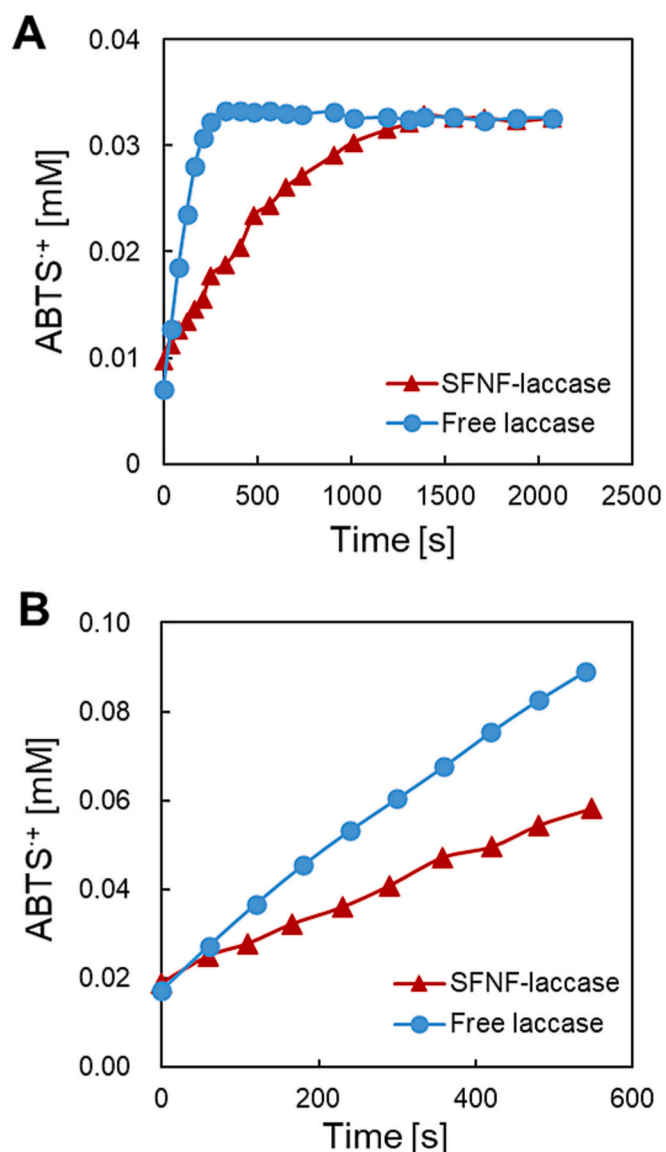 A
0.04
0.03
0.02
0.01
0
ABTS·+ [mM]
SFNF-laccase
Free laccase
0 500 1000 1500 2000 2500
Time [s]
B
0.10
0.08
0.06
0.04
0.02
0.00
ABTS·+ [mM]
SFNF-laccase
Free laccase
0 200 400 600
Time [s]